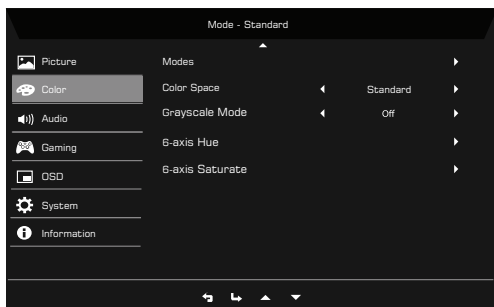 Mode - Standard
Picture
Color
Audio
Gaming
OSD
System
Information
Modes
Color Space Standard
Grayscale Mode Off
6-axis Hue
6-axis Saturate